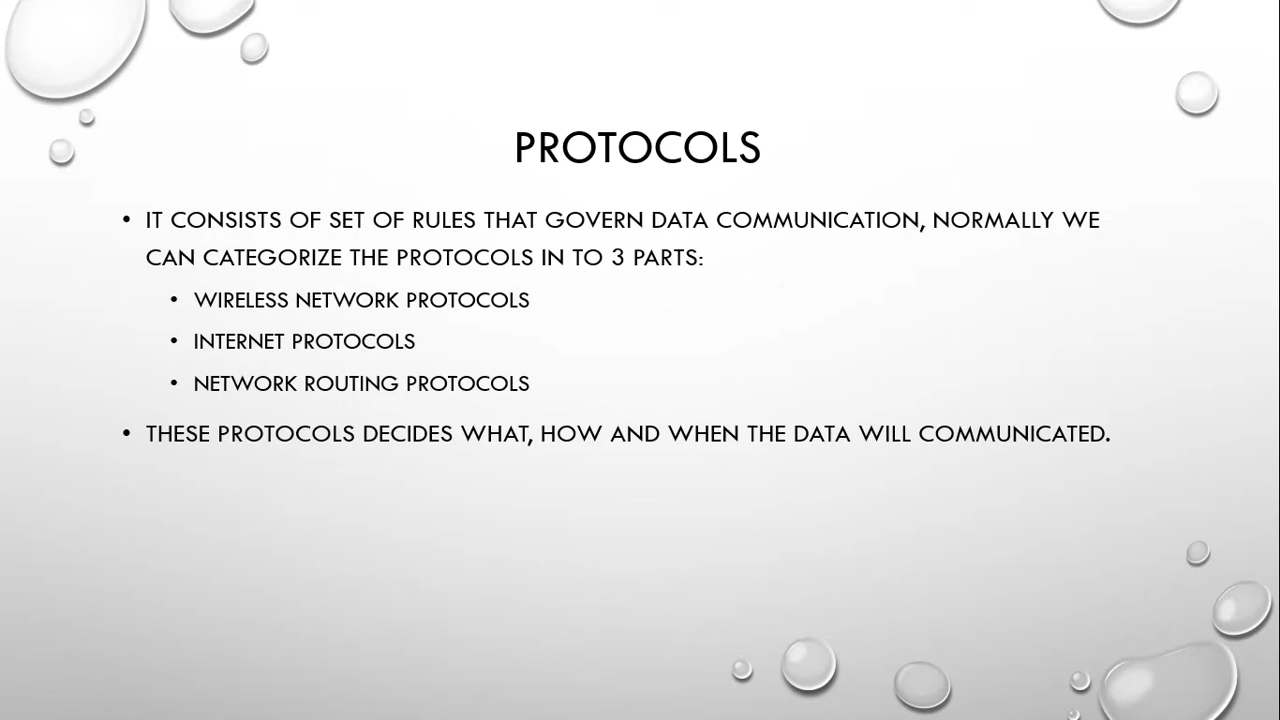 PROTOCOLS
• IT CONSISTS OF SET OF RULES THAT GOVERN DATA COMMUNICATION, NORMALLY WE
CAN CATEGORIZE THE PROTOCOLS IN TO 3 PARTS:
• WIRELESS NETWORK PROTOCOLS
• INTERNET PROTOCOLS
• NETWORK ROUTING PROTOCOLS
• THESE PROTOCOLS DECIDES WHAT, HOW AND WHEN THE DATA WILL COMMUNICATED.